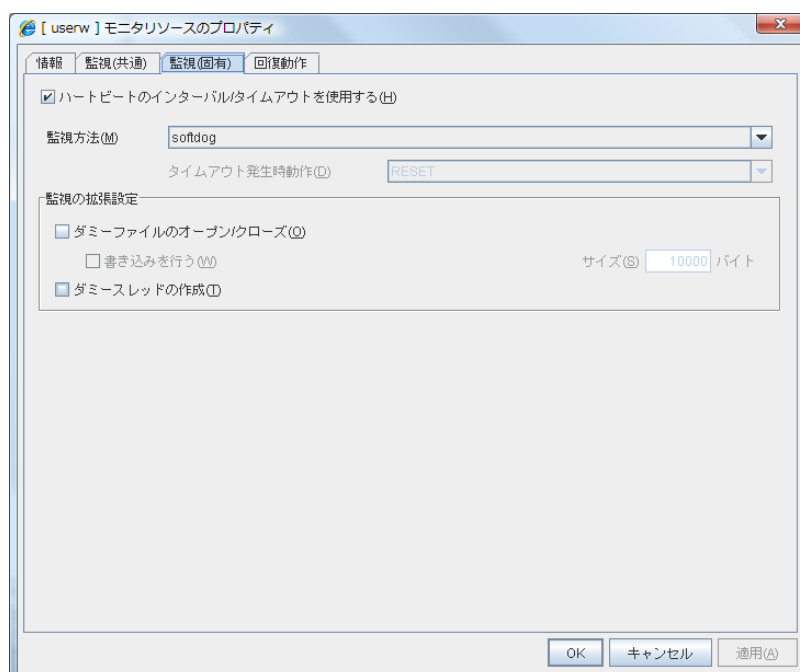 [ userw ] モニタリソースのプロパティ
情報 監視(共通) 監視(固有) 回復動作
ハートビートのインターバル/タイムアウトを使用する(H)
監視方法(M) softdog
タイムアウト発生時動作(D) RESET
監視の拡張設定
ダミーファイルのオープン/クローズ(O)
書き込みを行う(W) サイズ(S) 10000 バイト
ダミースレッドの作成(T)
OK キャンセル 適用(A)